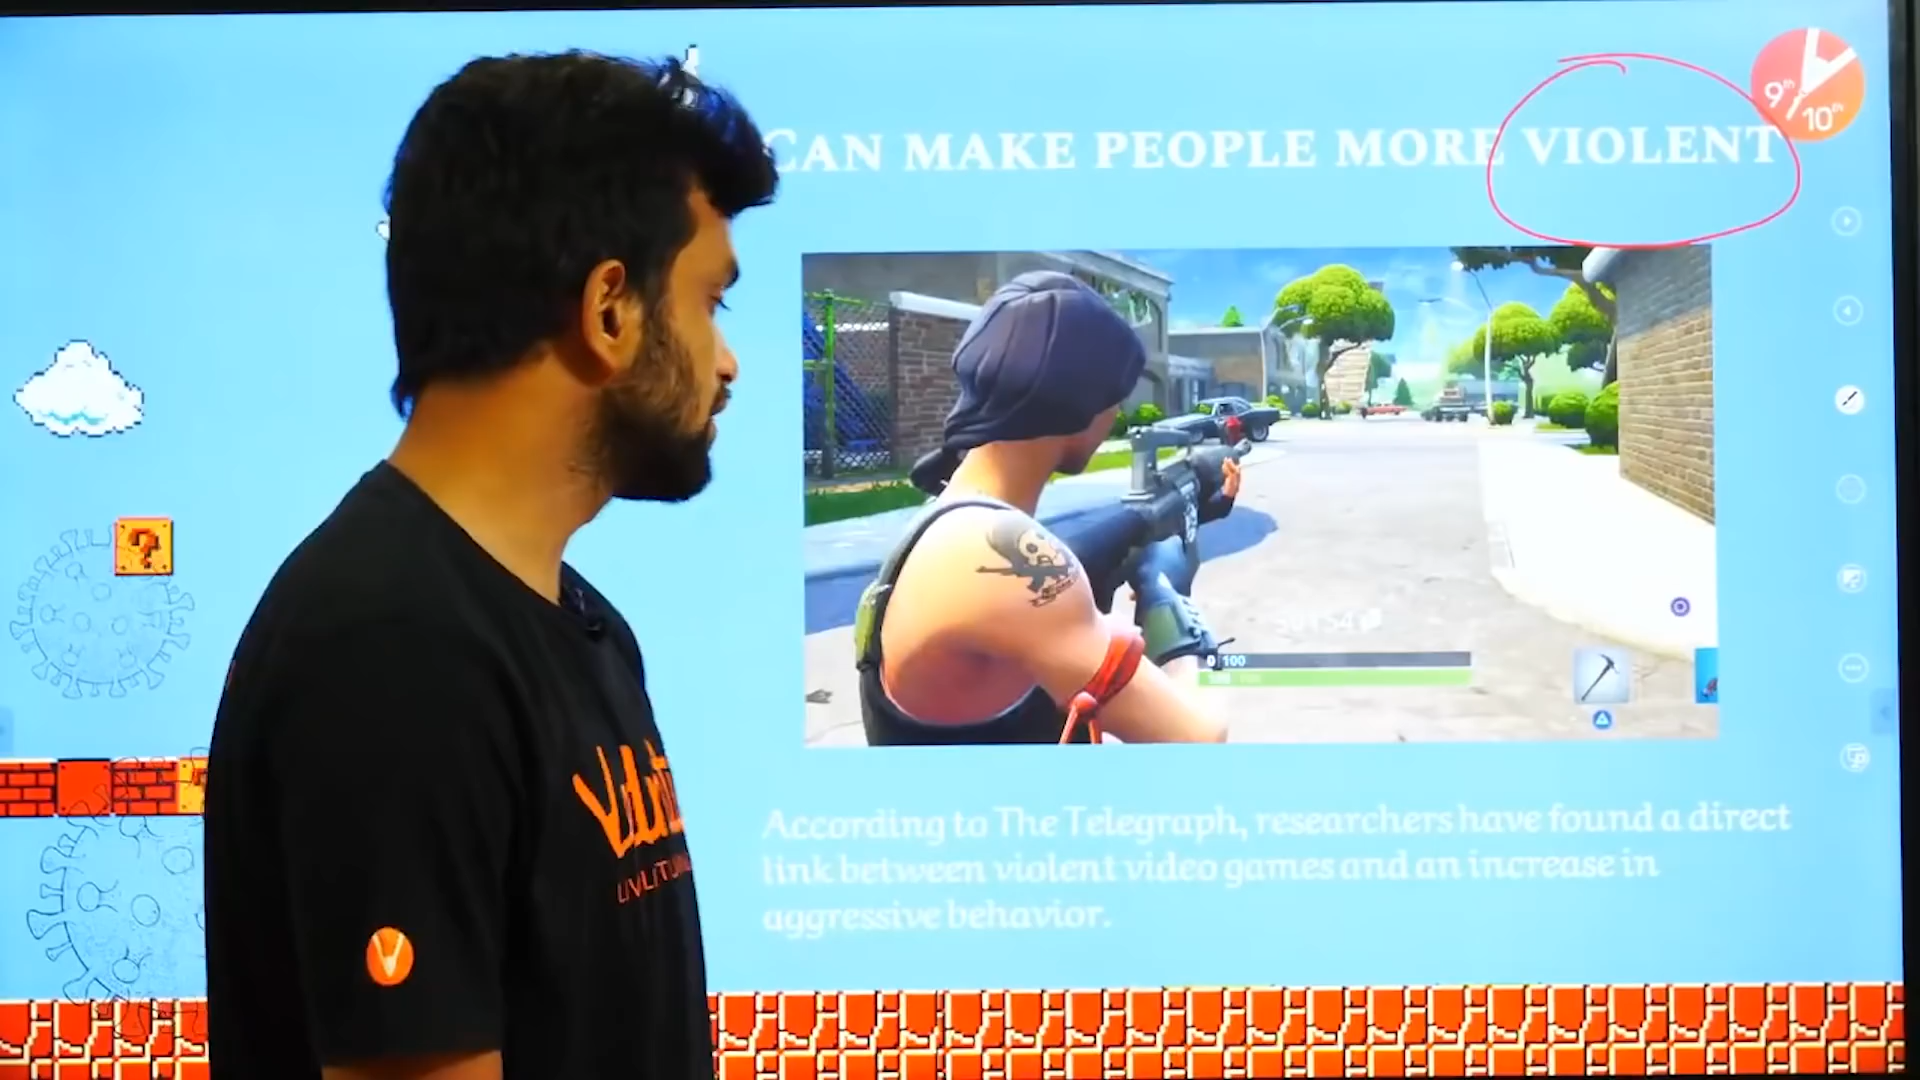 CAN MAKE PEOPLE MORE VIOLENT
9th
10th
0 100
According to The Telegraph, researchers have found a direct
link between violent video games and an increase in
aggressive behavior.